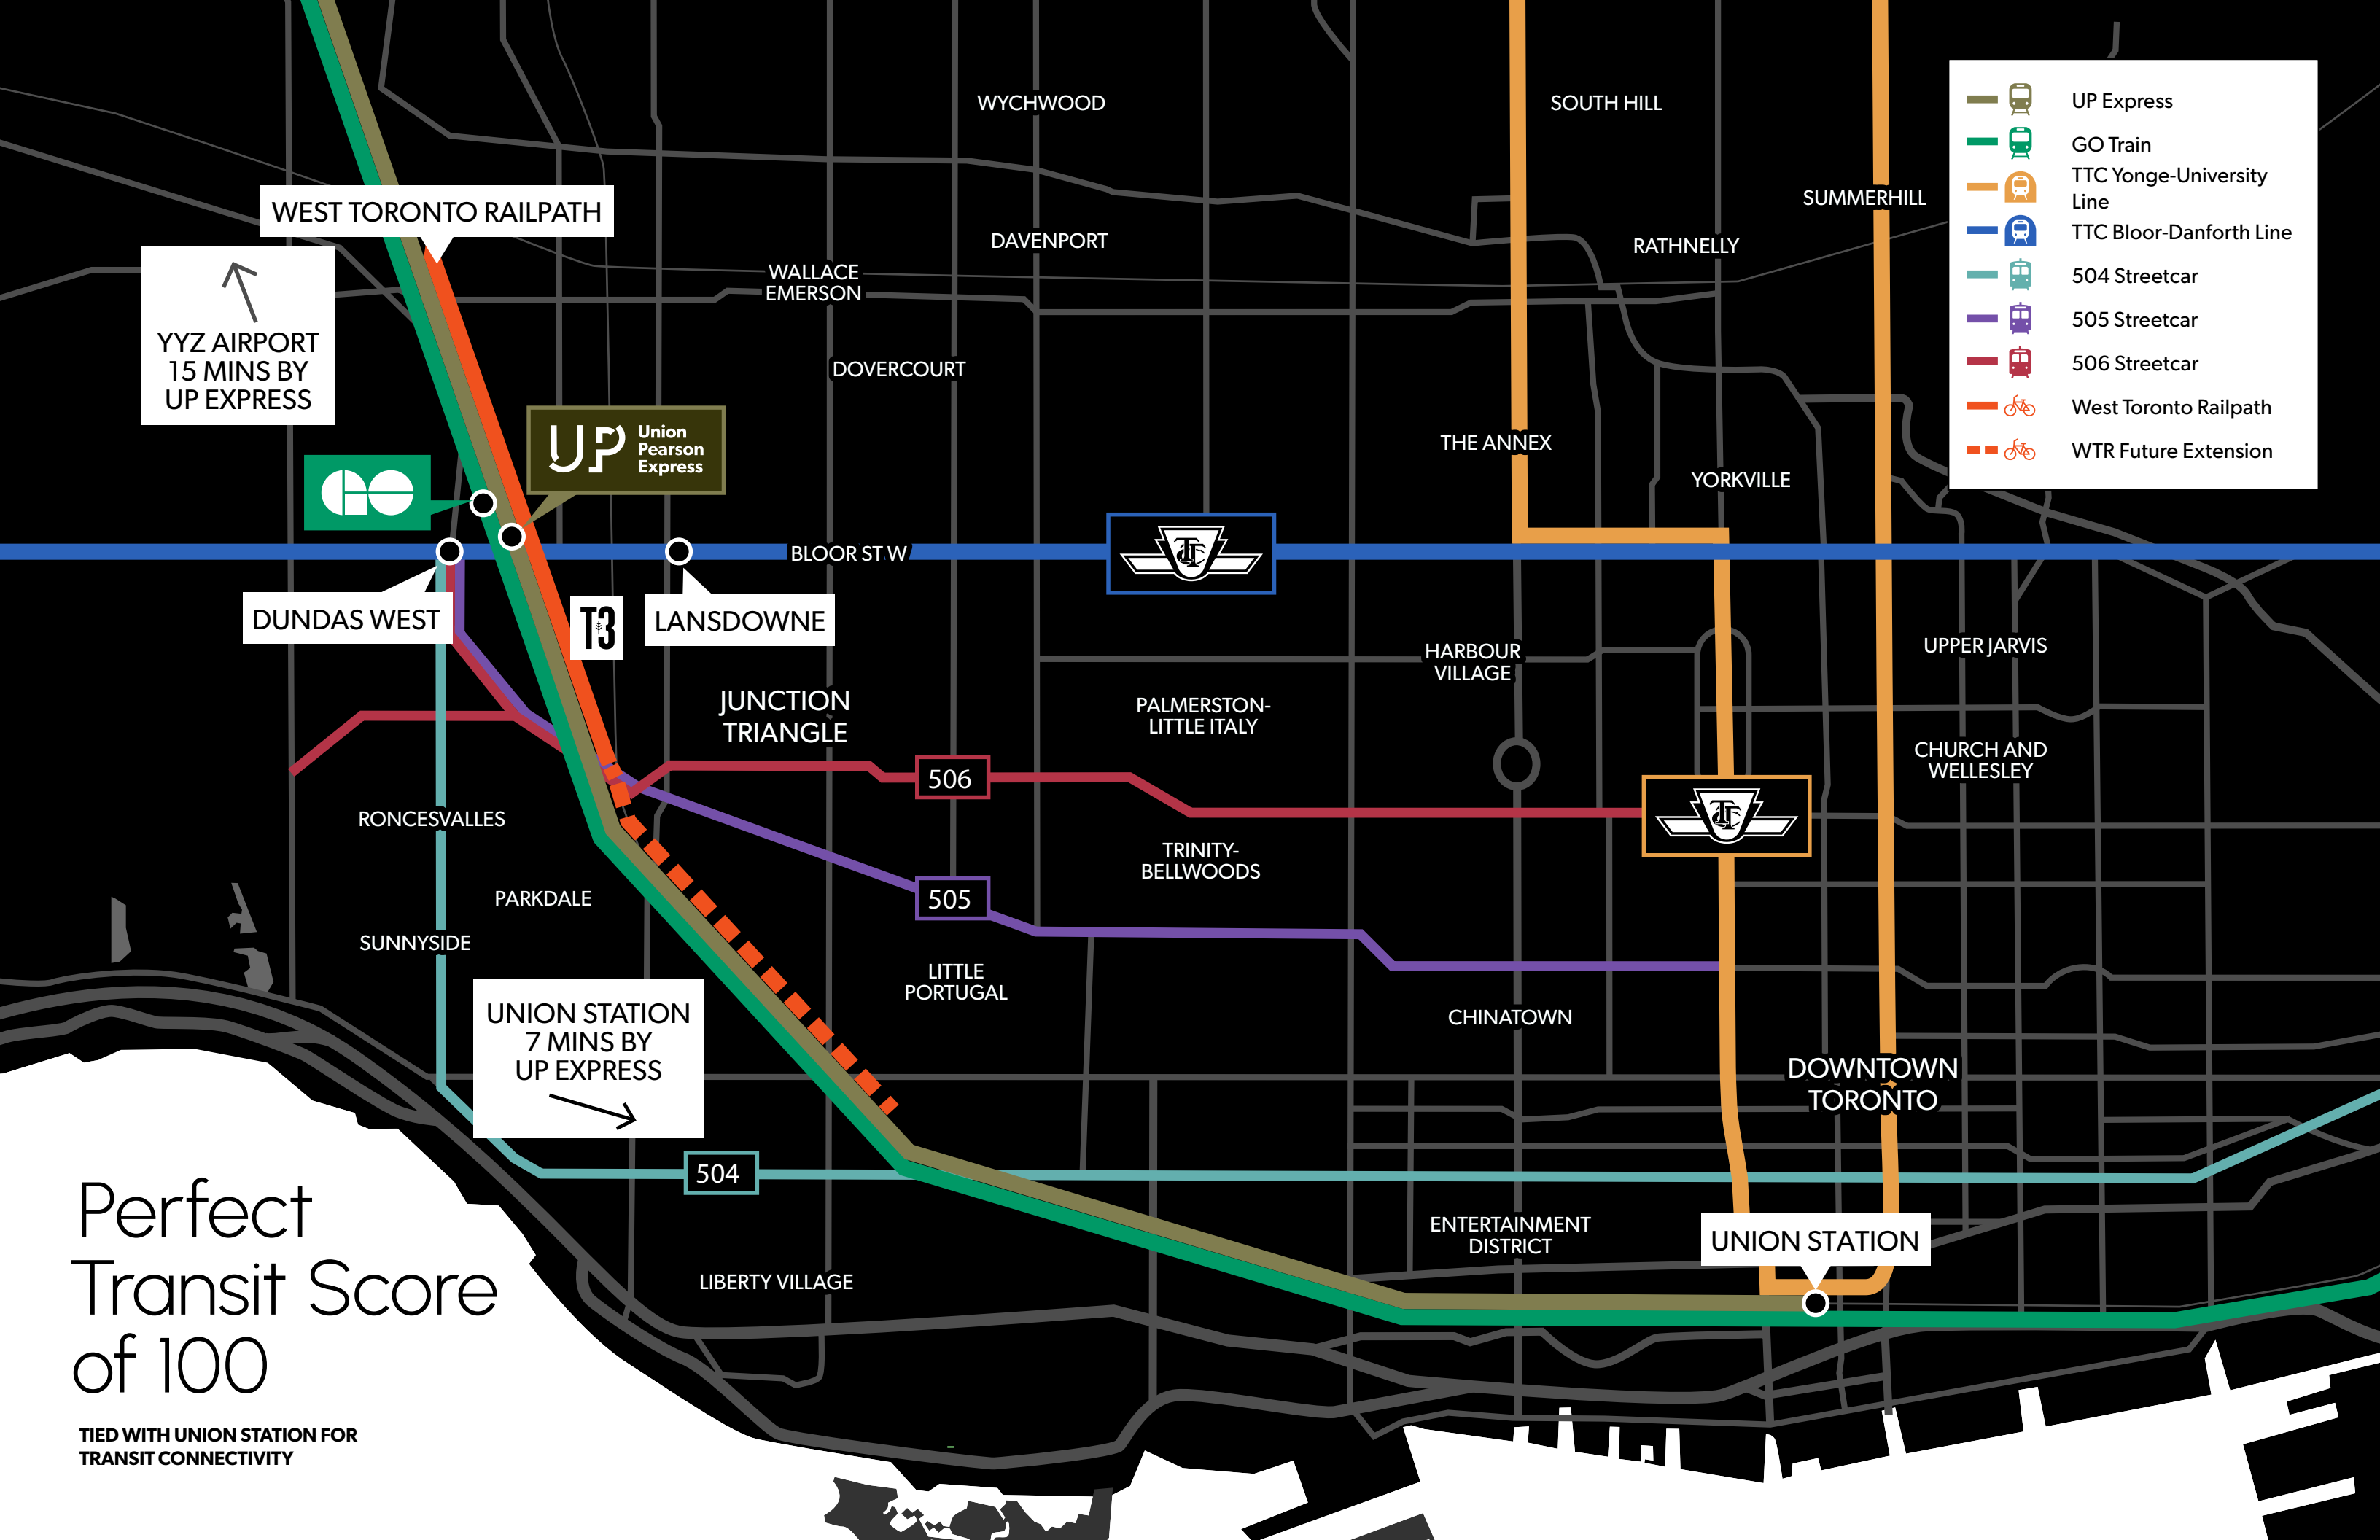 WYCHWOOD
SOUTH HILL
UP Express
GO Train
TTC Yonge-University
Line
TTC Bloor-Danforth Line
504 Streetcar
505 Streetcar
506 Streetcar
West Toronto Railpath
WTR Future Extension
SUMMERHILL
WEST TORONTO RAILPATH
DAVENPORT
RATHNELLY
WALLACE
EMERSON
YYZ AIRPORT
15 MINS BY
UP EXPRESS
DOVERCOURT
THE ANNEX
UP Union
Pearson
Express
GO
YORKVILLE
BLOOR ST W
TTC
DUNDAS WEST
T3
LANSDOWNE
HARBOUR
VILLAGE
UPPER JARVIS
JUNCTION
TRIANGLE
PALMERSTON-
LITTLE ITALY
CHURCH AND
WELLESLEY
506
TTC
RONCESVALLES
TRINITY-
BELLWOODS
PARKDALE
505
SUNNYSIDE
LITTLE
PORTUGAL
CHINATOWN
UNION STATION
7 MINS BY
UP EXPRESS
DOWNTOWN
TORONTO
504
ENTERTAINMENT
DISTRICT
UNION STATION
LIBERTY VILLAGE
Perfect
Transit Score
of 100
TIED WITH UNION STATION FOR
TRANSIT CONNECTIVITY